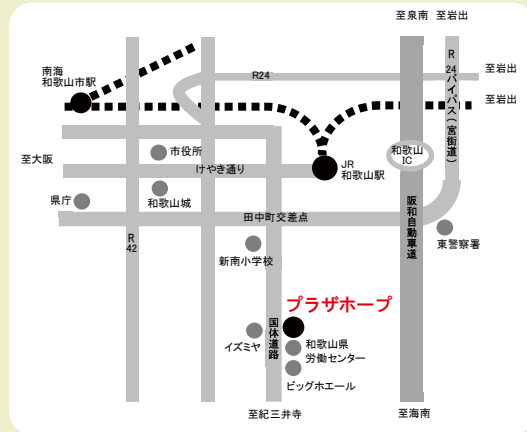 至泉南
至岩出
南海
和歌山市駅
R24
至岩出
R
24バイパス(宮街道)
至岩出
市役所
至大阪
けやき通り
JR
和歌山駅
和歌山
IC
県庁
和歌山城
田中町交差点
阪和自動車道
R
42
新南小学校
東警察署
プラザホープ
国体道路
イズミヤ
和歌山県
労働センター
ビッグホエール
至紀三井寺
至海南